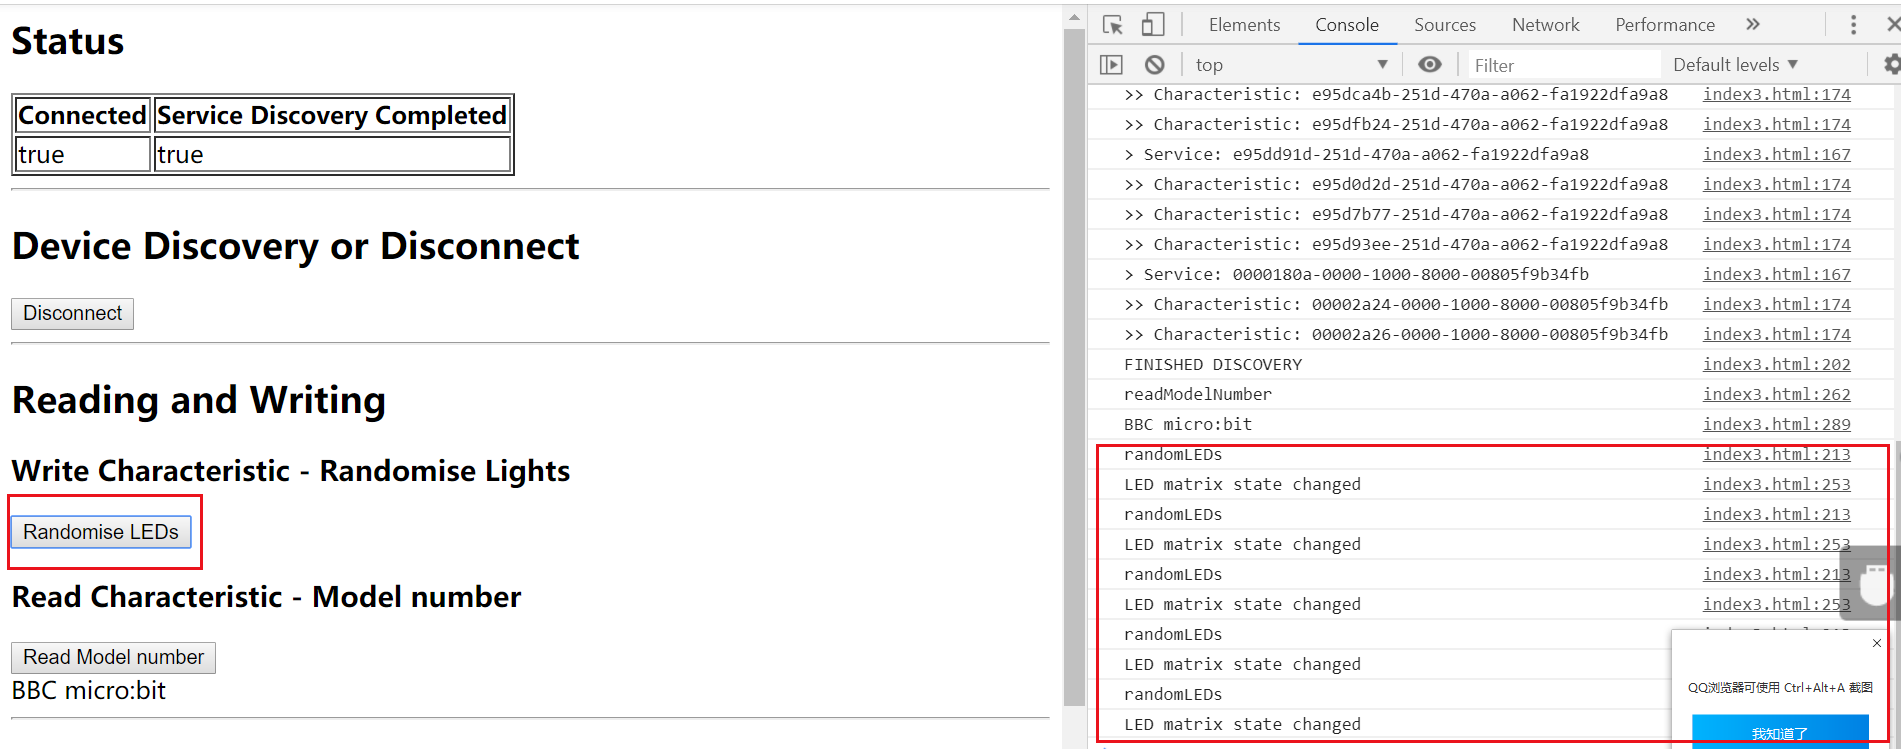 Status
Connected Service Discovery Completed
true true
Device Discovery or Disconnect
Disconnect
Reading and Writing
Write Characteristic - Randomise Lights
Randomise LEDs
Read Characteristic - Model number
Read Model number
BBC micro:bit
Elements Console Sources Network Performance
top Filter Default levels
>> Characteristic: e95dca4b-251d-470a-a062-fa1922dfa9a8 index3.html:174
>> Characteristic: e95dfb24-251d-470a-a062-fa1922dfa9a8 index3.html:174
> Service: e95dd91d-251d-470a-a062-fa1922dfa9a8 index3.html:167
>> Characteristic: e95d0d2d-251d-470a-a062-fa1922dfa9a8 index3.html:174
>> Characteristic: e95d7b77-251d-470a-a062-fa1922dfa9a8 index3.html:174
>> Characteristic: e95d93ee-251d-470a-a062-fa1922dfa9a8 index3.html:174
> Service: 0000180a-0000-1000-8000-00805f9b34fb index3.html:167
>> Characteristic: 00002a24-0000-1000-8000-00805f9b34fb index3.html:174
>> Characteristic: 00002a26-0000-1000-8000-00805f9b34fb index3.html:174
FINISHED DISCOVERY index3.html:202
readModelNumber index3.html:262
BBC micro:bit index3.html:289
randomLEDs index3.html:213
LED matrix state changed index3.html:253
randomLEDs index3.html:213
LED matrix state changed index3.html:253
randomLEDs index3.html:213
LED matrix state changed index3.html:253
randomLEDs
LED matrix state changed
randomLEDs
LED matrix state changed
QQ浏览器可使用 Ctrl+Alt+A 截图
我知道了